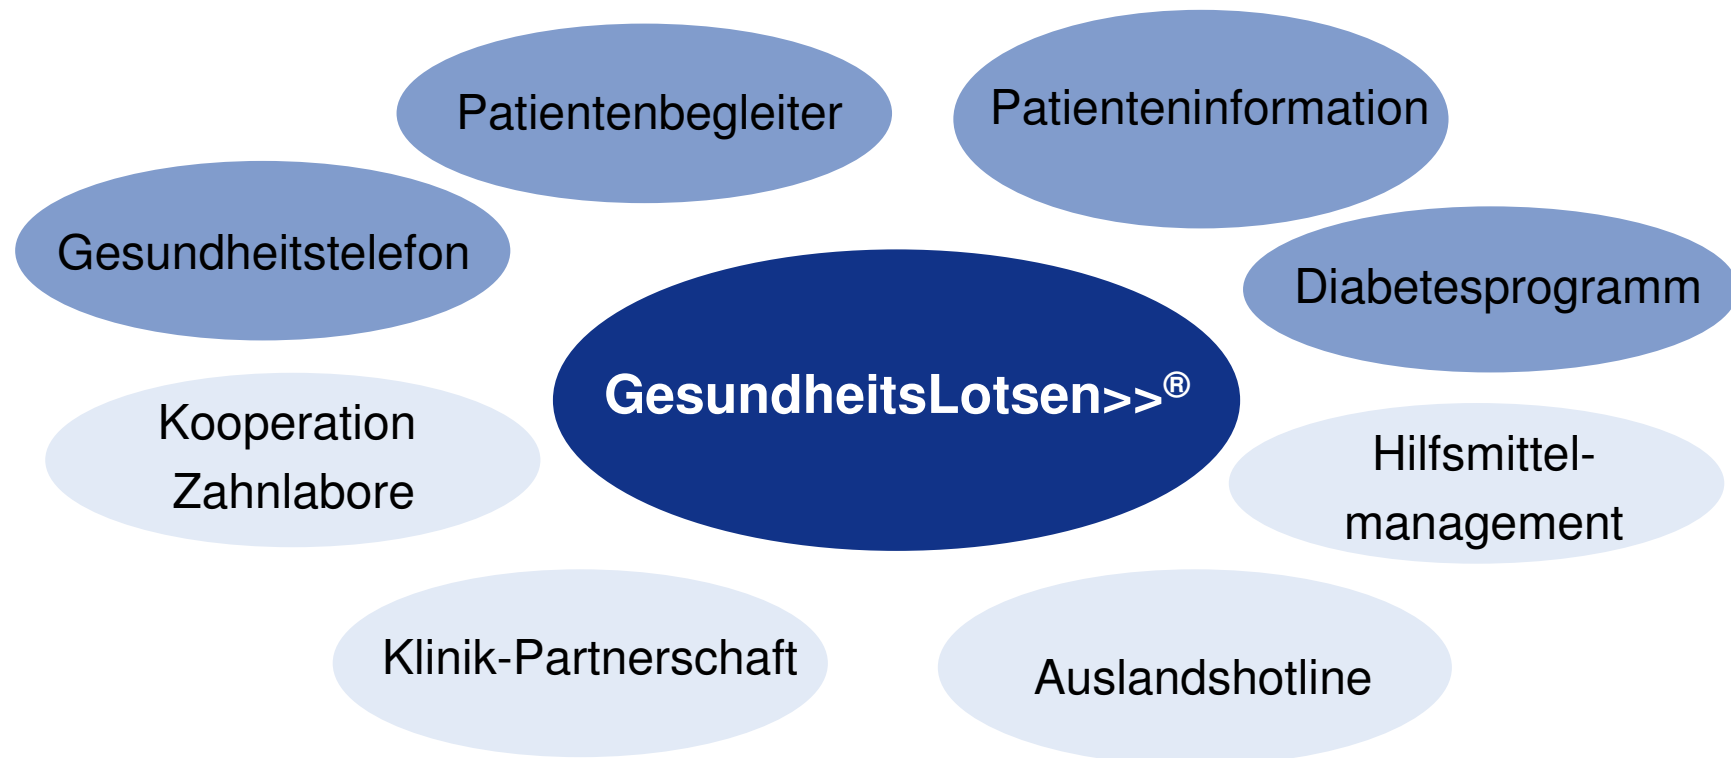 Patientenbegleiter
Patienteninformation
Gesundheitstelefon
Diabetesprogramm
GesundheitsLotsen>>®
Kooperation
Zahnlabore
Hilfsmittel-
management
Klinik-Partnerschaft
Auslandshotline